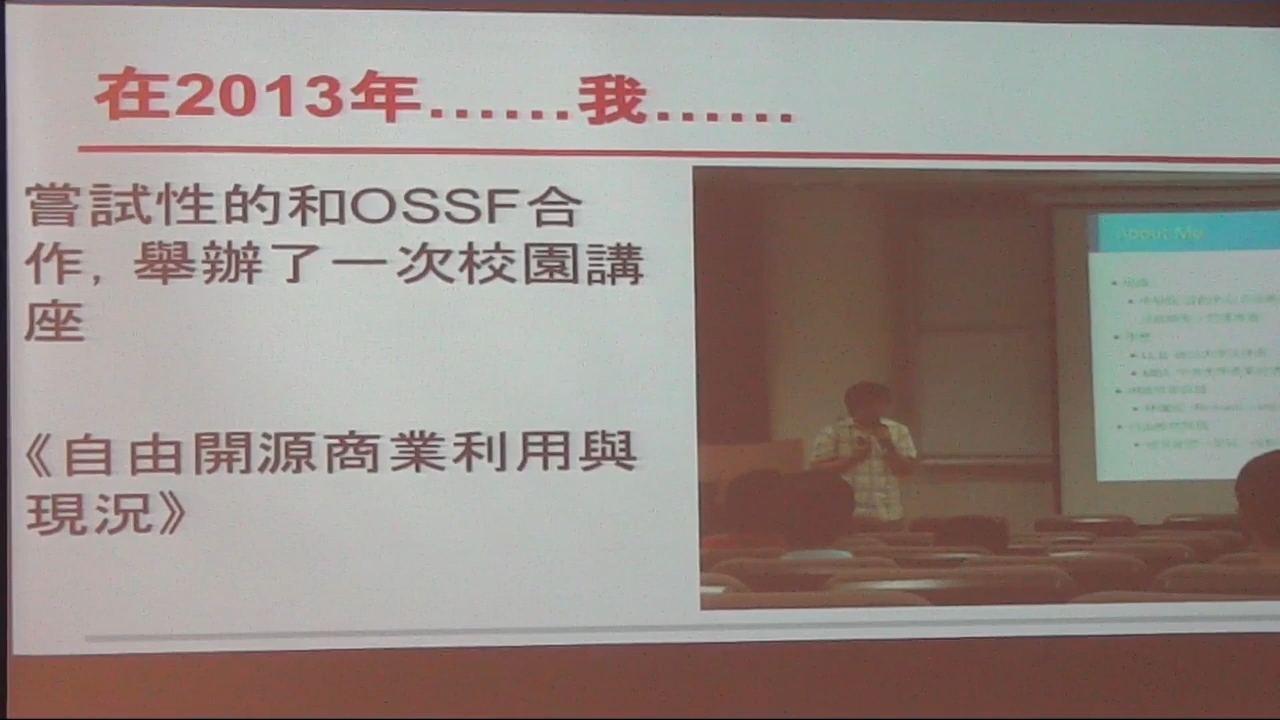 在2013年......我......
嘗試性的和OSSF合
作, 舉辦了一次校園講
座
《自由開源商業利用與
現況》
About Me